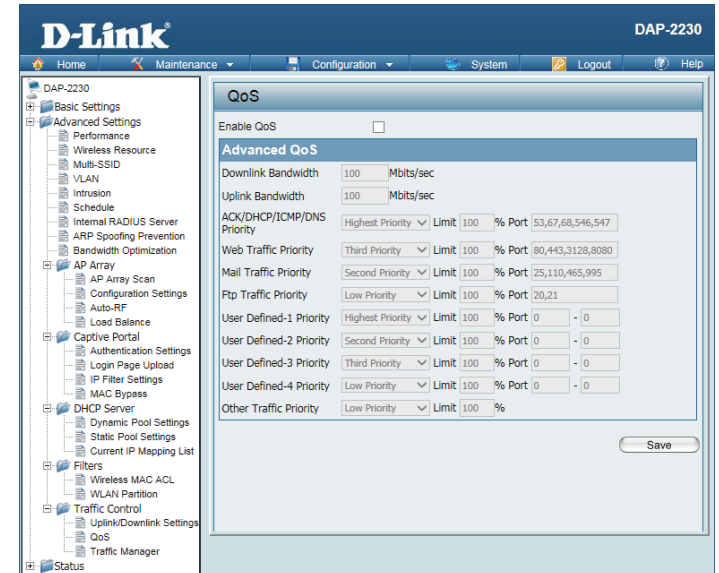 D-Link®
DAP-2230
Home
Maintenance
Configuration
System
Logout
Help
DAP-2230
Basic Settings
Advanced Settings
Performance
Wireless Resource
Multi-SSID
VLAN
Intrusion
Schedule
Internal RADIUS Server
ARP Spoofing Prevention
Bandwidth Optimization
AP Array
AP Array Scan
Configuration Settings
Auto-RF
Load Balance
Captive Portal
Authentication Settings
Login Page Upload
IP Filter Settings
MAC Bypass
DHCP Server
Dynamic Pool Settings
Static Pool Settings
Current IP Mapping List
Filters
Wireless MAC ACL
WLAN Partition
Traffic Control
Uplink/Downlink Settings
QoS
Traffic Manager
Status
QoS
Enable QoS
Advanced QoS
Downlink Bandwidth 100 Mbits/sec
Uplink Bandwidth 100 Mbits/sec
ACK/DHCP/ICMP/DNS
Priority Highest Priority Limit 100 % Port 53,67,68,546,547
Web Traffic Priority Third Priority Limit 100 % Port 80,443,3128,8080
Mail Traffic Priority Second Priority Limit 100 % Port 25,110,465,995
Ftp Traffic Priority Low Priority Limit 100 % Port 20,21
User Defined-1 Priority Highest Priority Limit 100 % Port 0 - 0
User Defined-2 Priority Second Priority Limit 100 % Port 0 - 0
User Defined-3 Priority Third Priority Limit 100 % Port 0 - 0
User Defined-4 Priority Low Priority Limit 100 % Port 0 - 0
Other Traffic Priority Low Priority Limit 100 %
Save